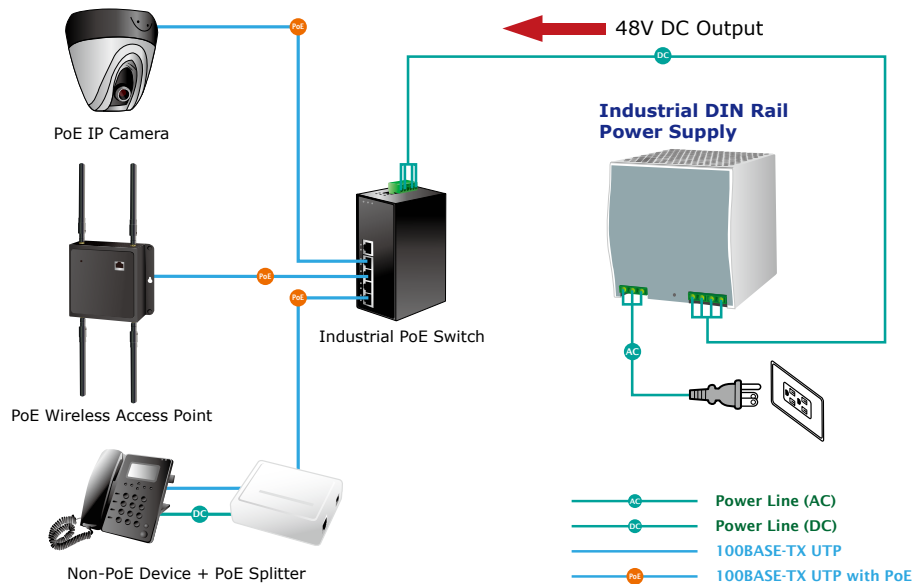 48V DC Output
PoE
DC
Industrial DIN Rail
Power Supply
PoE IP Camera
PoE
PoE
Industrial PoE Switch
AC
PoE Wireless Access Point
DC
Non-PoE Device + PoE Splitter
AC
Power Line (AC)
DC
Power Line (DC)
100BASE-TX UTP
PoE
100BASE-TX UTP with PoE